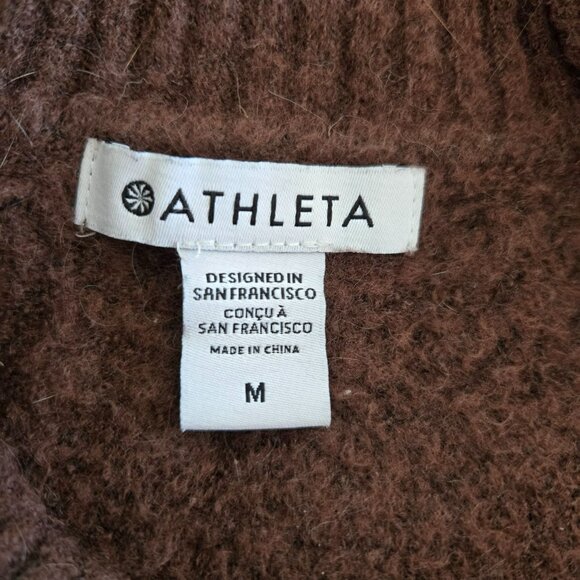 ATHLETA
DESIGNED IN
SAN FRANCISCO
CONÇU À
SAN FRANCISCO
MADE IN CHINA
M